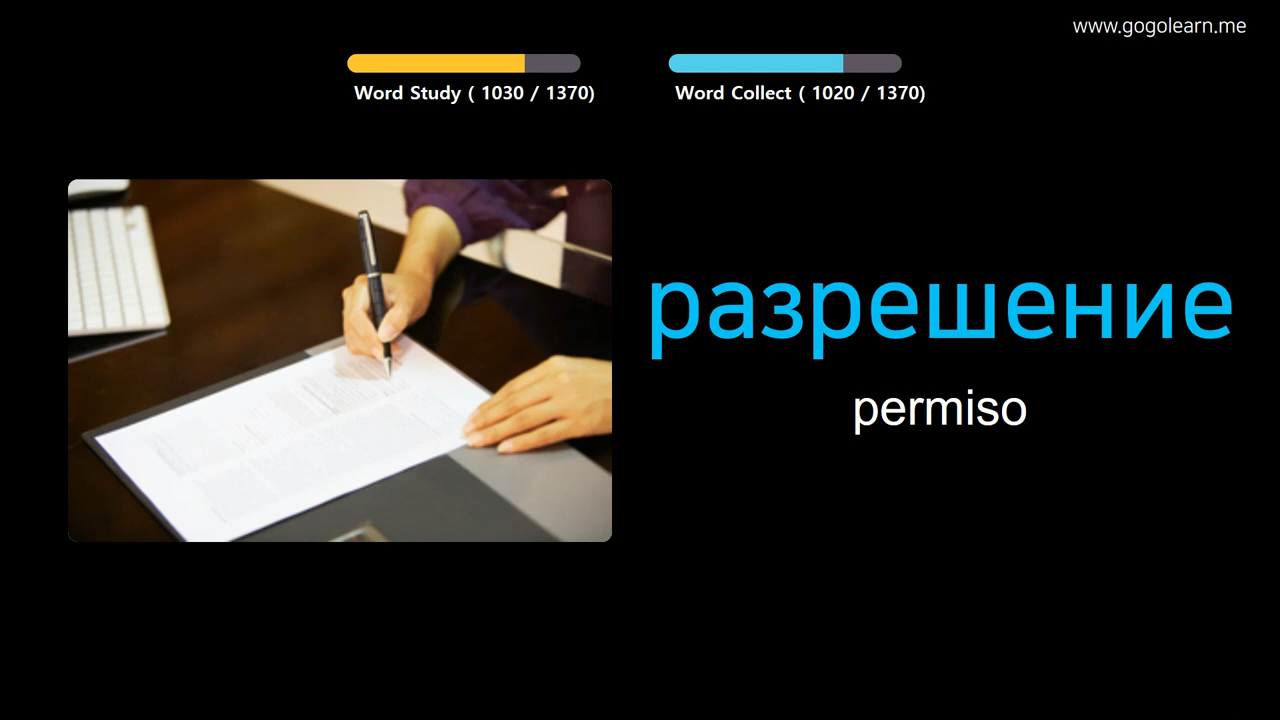 www.gogolearn.me
Word Study ( 1030 / 1370)
Word Collect ( 1020 / 1370)
разрешение
permiso